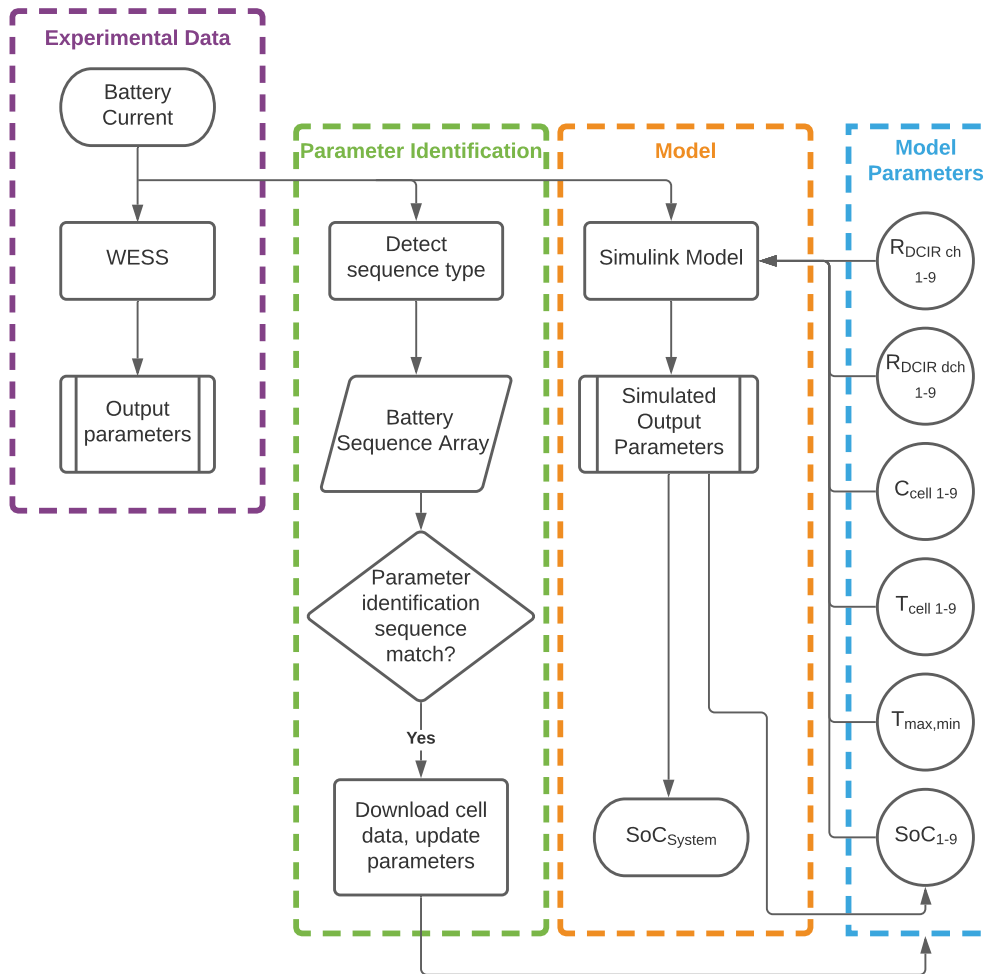 Experimental Data
Battery
Current
WESS
Output
parameters
Parameter Identification
Detect
sequence type
Battery
Sequence Array
Parameter
identification
sequence
match?
Yes
Download cell
data, update
parameters
Model
Simulink Model
Simulated
Output
Parameters
SoCSystem
Model
Parameters
RDCIR ch
1-9
RDCIR dch
1-9
Ccell 1-9
Tcell 1-9
Tmax,min
SoC1-9